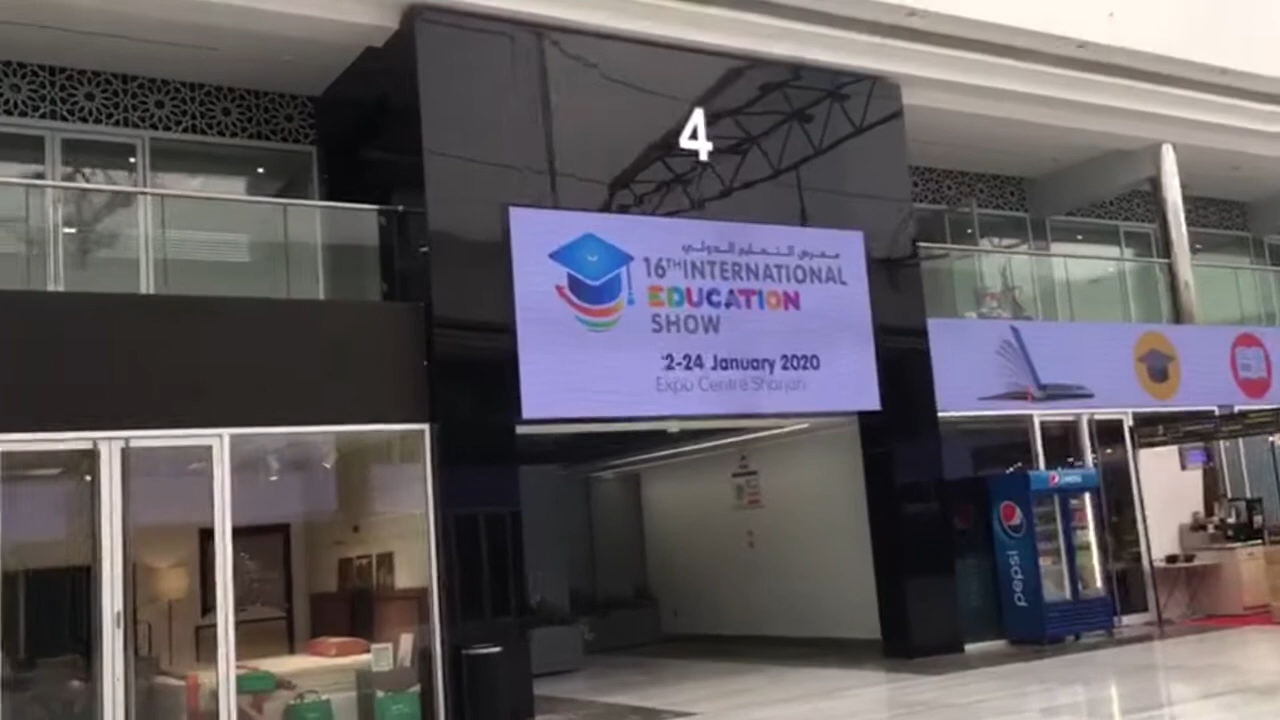 4
معرض التعليم الدولي
16TH INTERNATIONAL
EDUCATION
SHOW
2-24 January 2020
Expo Centre Sharjah
pepsi
pepsi